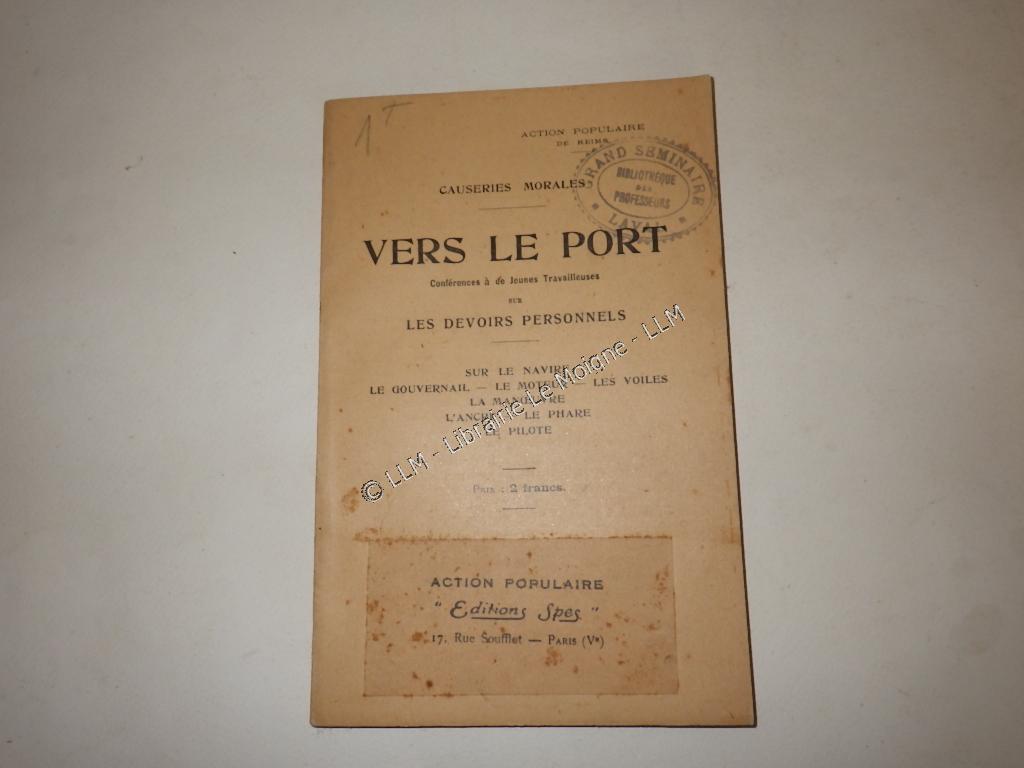 1T
ACTION POPULAIRE
DE REIMS
GRAND SEMINAIRE
BIBLIOTHEQUE
DES
PROFESSEURS
LAVAL
CAUSERIES MORALES
VERS LE PORT
Conférences à de Jeunes Travailleuses
SUR
LES DEVOIRS PERSONNELS
SUR LE NAVIRE
LE GOUVERNAIL — LE MOTEUR — LES VOILES
LA MANŒUVRE
L'ANCRE — LE PHARE
LE PILOTE
PRIX : 2 francs.
ACTION POPULAIRE
" Editions Spes "
17, RUE Soufflet — PARIS (Ve)
© LLM - Librairie Le Moigne - LLM